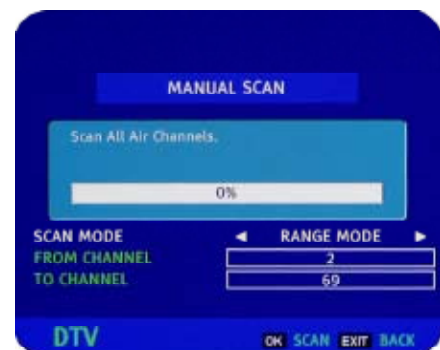 MANUAL SCAN
Scan All Air Channels.
0%
SCAN MODE ◄ RANGE MODE ►
FROM CHANNEL 2
TO CHANNEL 69
DTV OK SCAN EXIT BACK